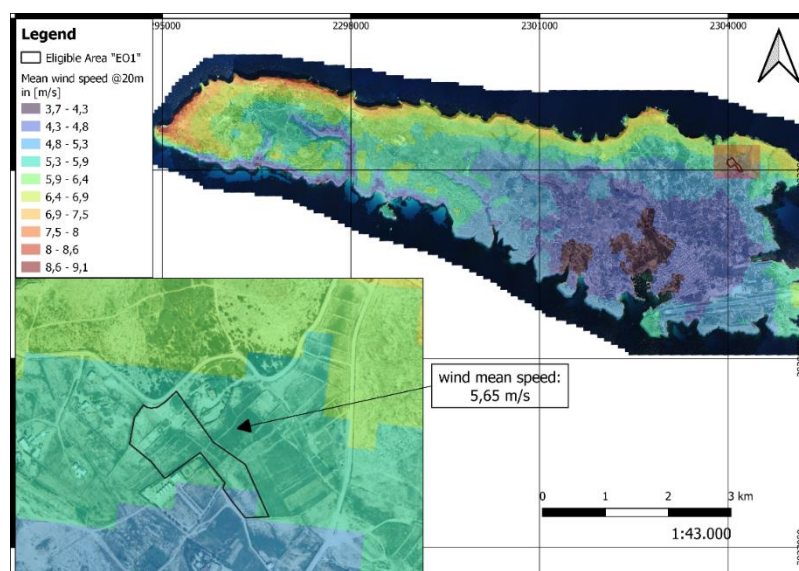 295000
2298000
2301000
2304000
Legend
Eligible Area "EO1"
Mean wind speed @20m
in [m/s]
3,7 - 4,3
4,3 - 4,8
4,8 - 5,3
5,3 - 5,9
5,9 - 6,4
6,4 - 6,9
6,9 - 7,5
7,5 - 8
8 - 8,6
8,6 - 9,1
wind mean speed:
5,65 m/s
0 1 2 3 km
1:43.000